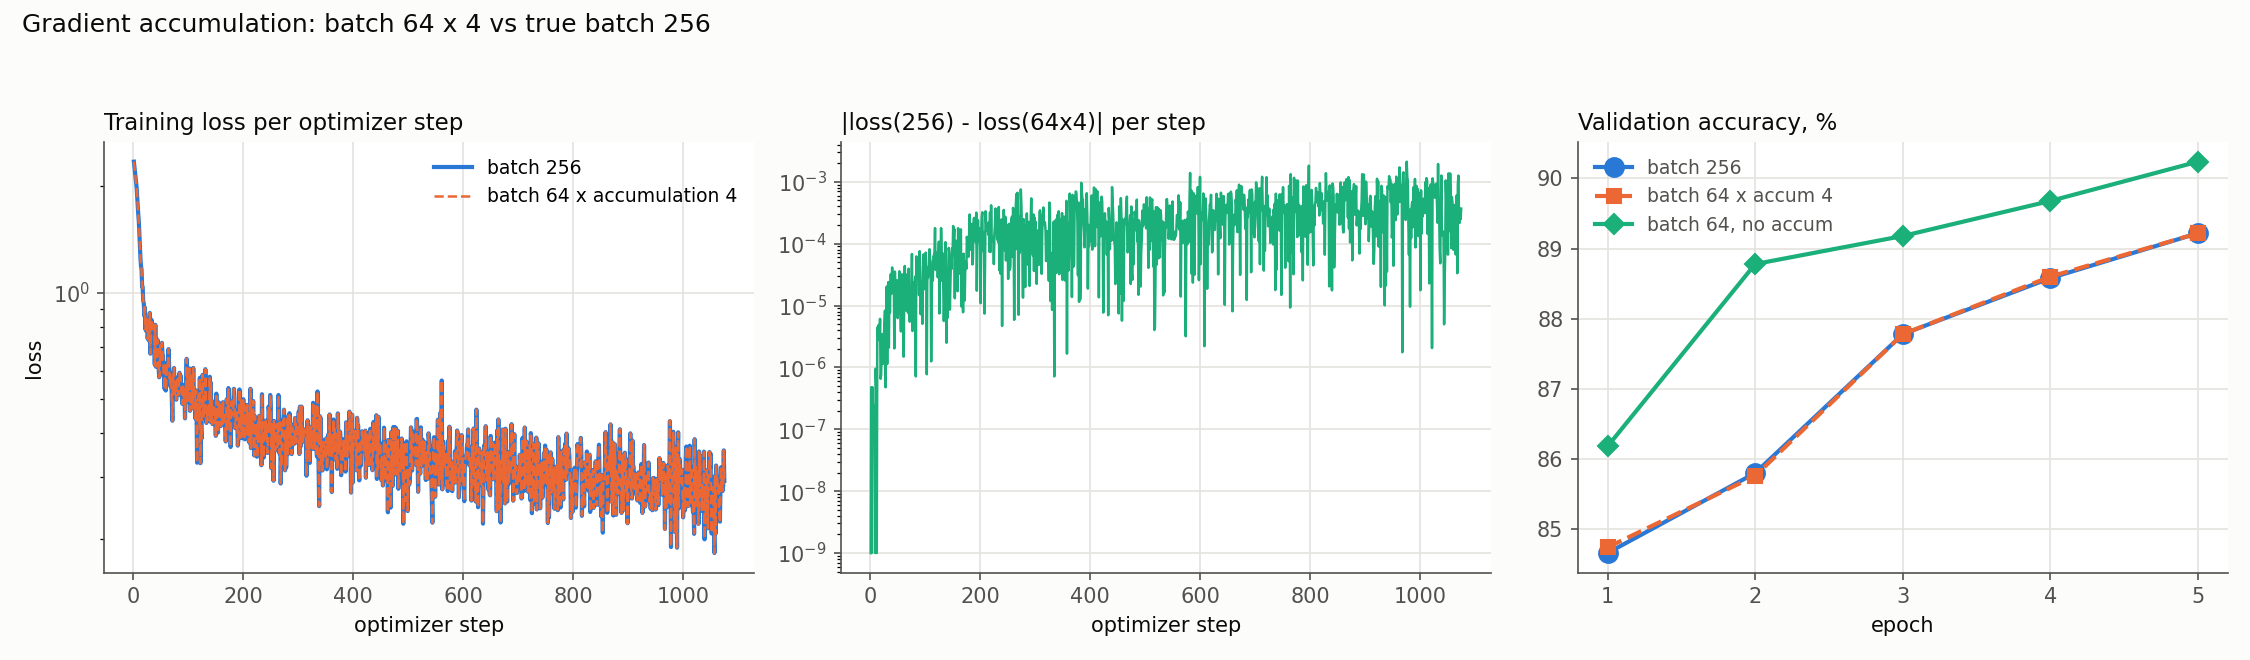 Gradient accumulation: batch 64 x 4 vs true batch 256
Training loss per optimizer step
batch 256
batch 64 x accumulation 4
10^0
loss
0 200 400 600 800 1000
optimizer step
|loss(256) - loss(64x4)| per step
10^-3
10^-4
10^-5
10^-6
10^-7
10^-8
10^-9
0 200 400 600 800 1000
optimizer step
Validation accuracy, %
batch 256
batch 64 x accum 4
batch 64, no accum
90
89
88
87
86
85
1 2 3 4 5
epoch